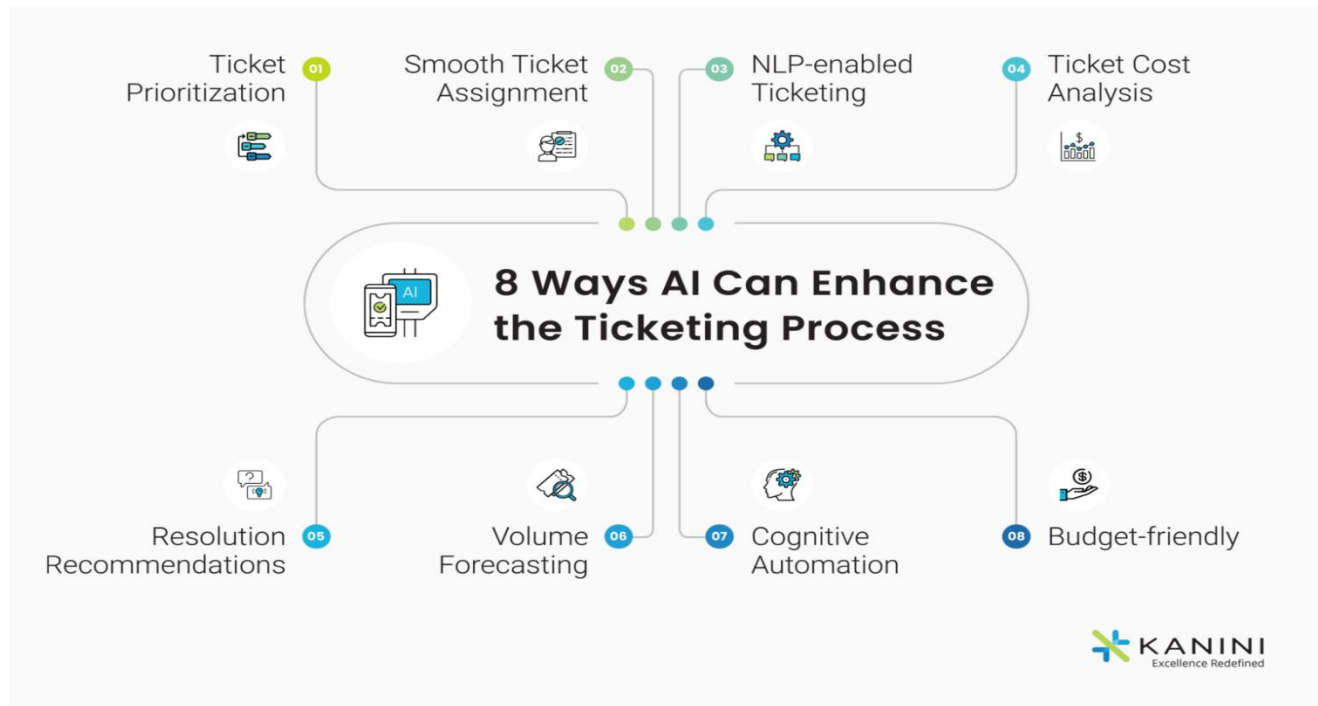 01
Ticket
Prioritization
02
Smooth Ticket
Assignment
03
NLP-enabled
Ticketing
04
Ticket Cost
Analysis
$
AI
8 Ways AI Can Enhance
the Ticketing Process
?
05
Resolution
Recommendations
06
Volume
Forecasting
07
Cognitive
Automation
$
08
Budget-friendly
KANINI
Excellence Redefined